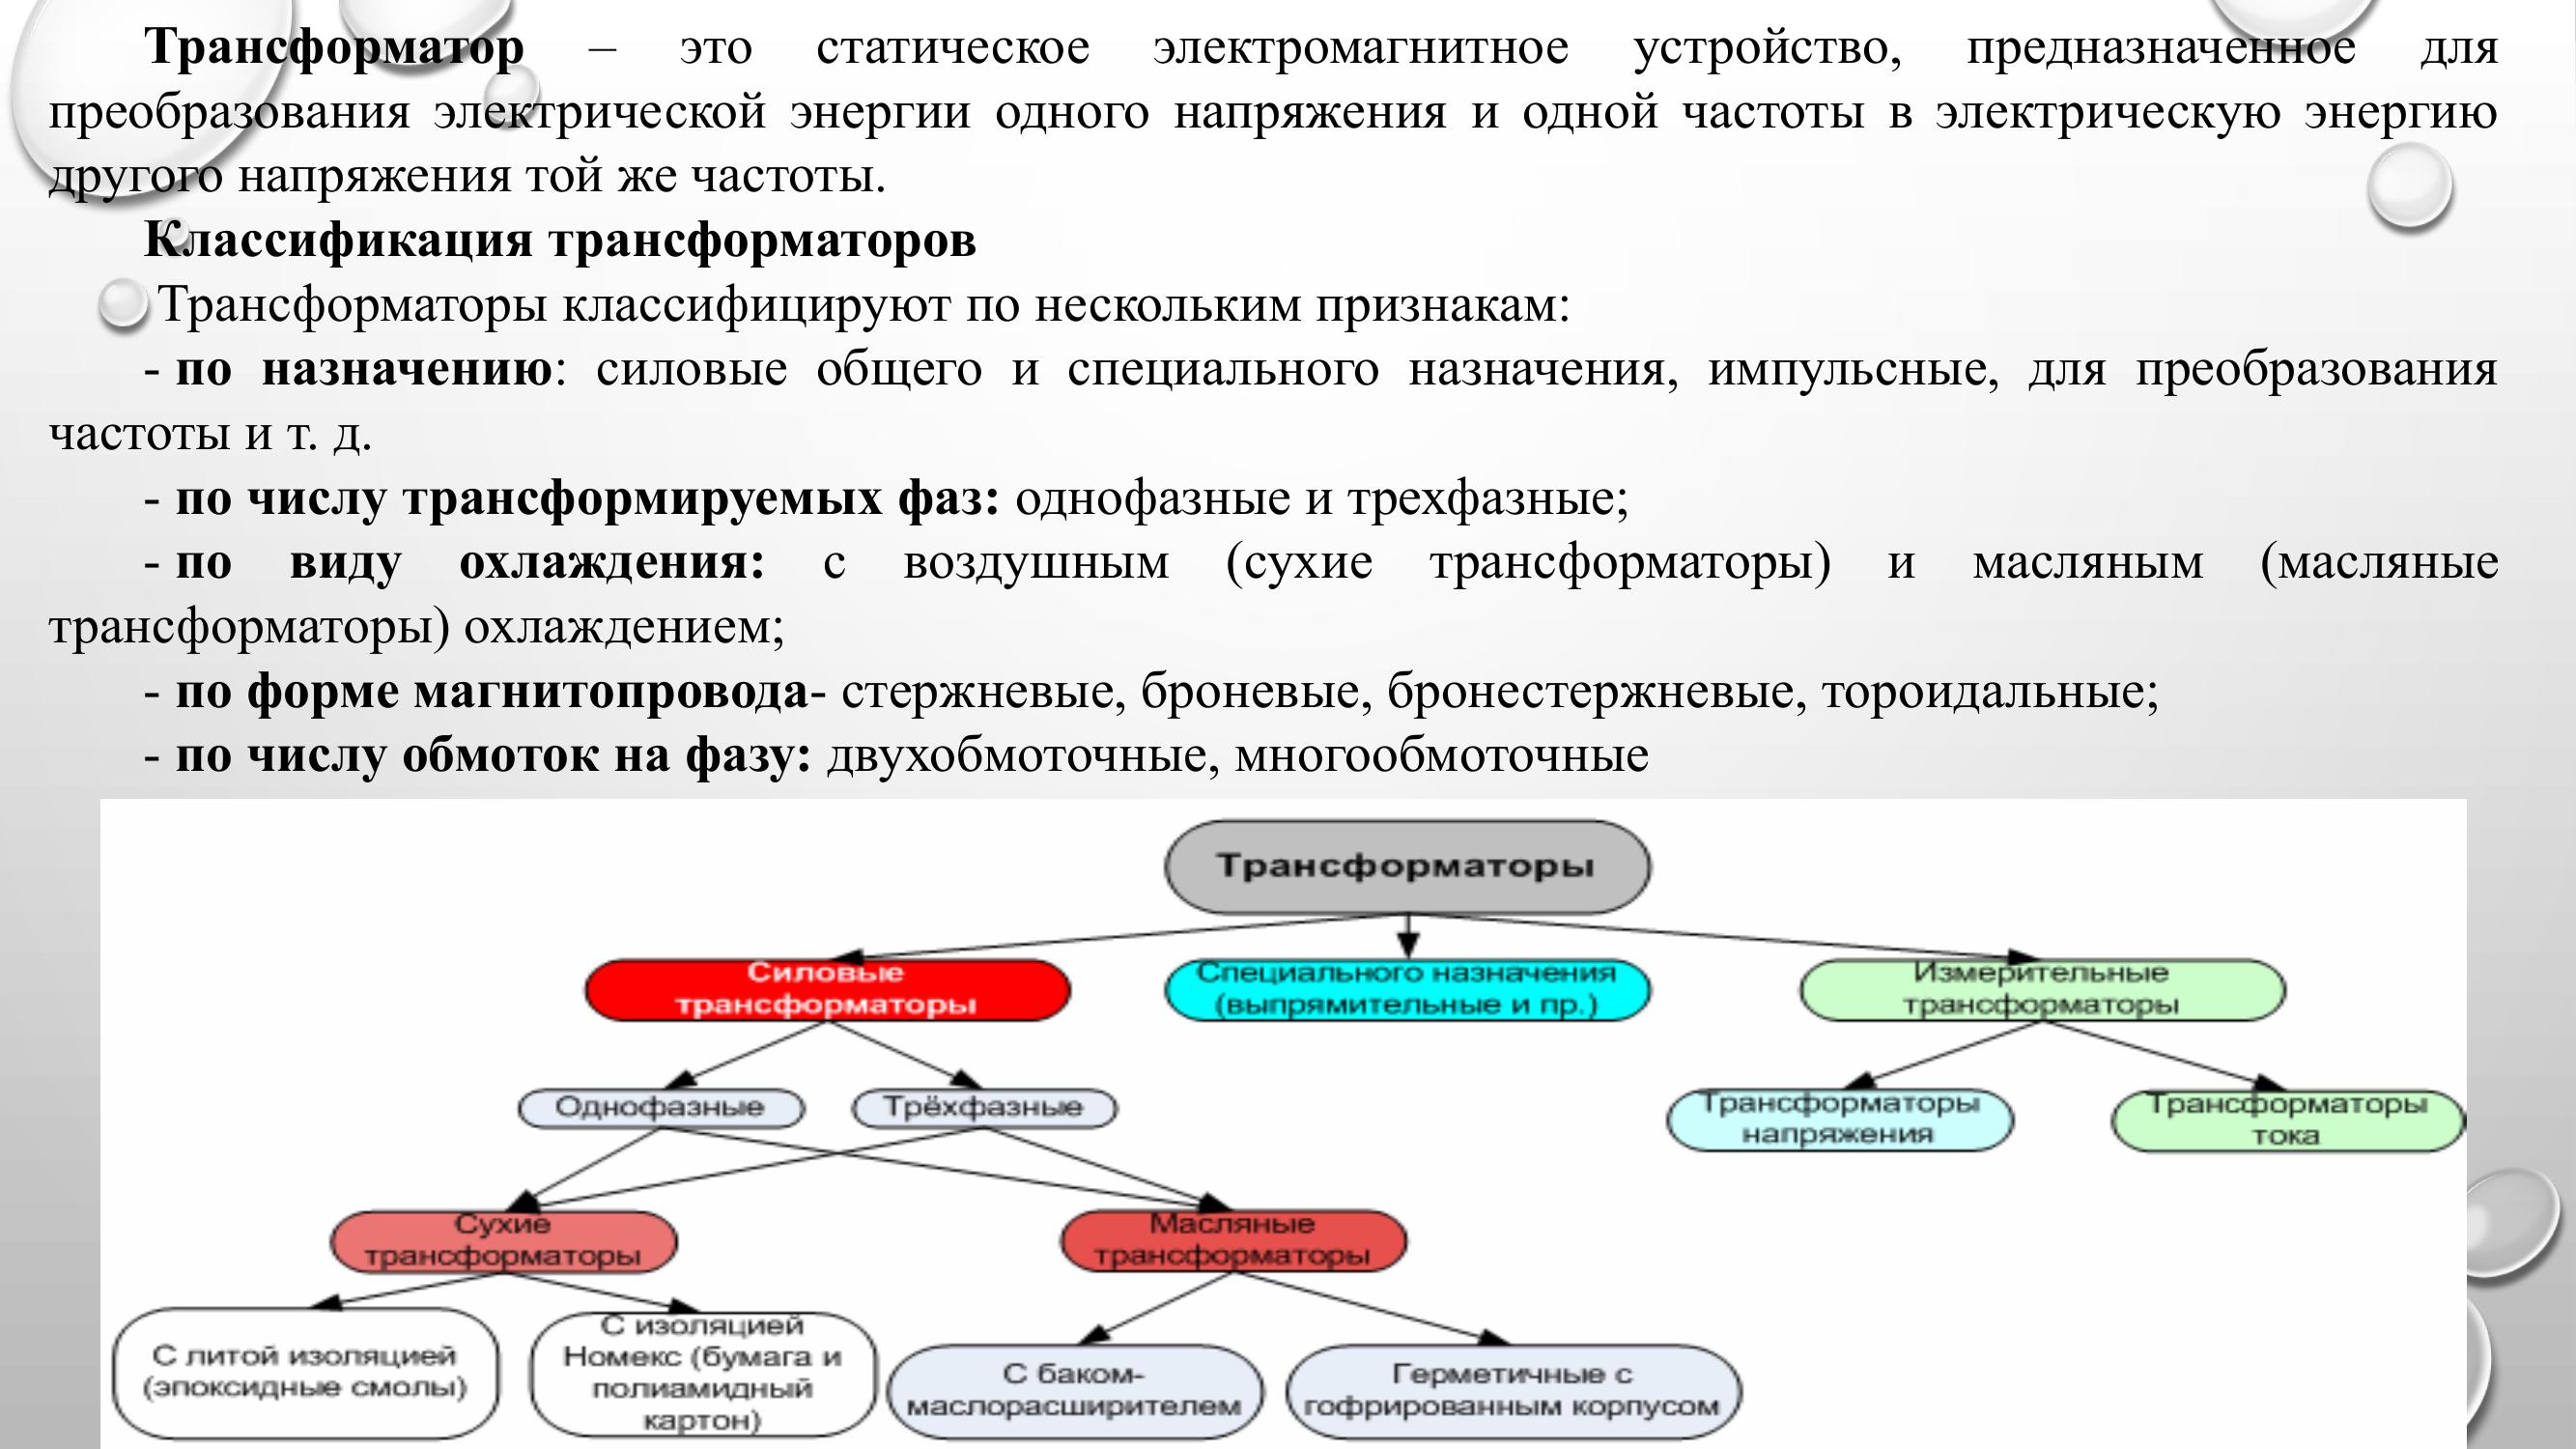 Трансформатор – это статическое электромагнитное устройство, предназначенное для
преобразования электрической энергии одного напряжения и одной частоты в электрическую энергию
другого напряжения той же частоты.
Классификация трансформаторов
Трансформаторы классифицируют по нескольким признакам:
- по назначению: силовые общего и специального назначения, импульсные, для преобразования
частоты и т. д.
- по числу трансформируемых фаз: однофазные и трехфазные;
- по виду охлаждения: с воздушным (сухие трансформаторы) и масляным (масляные
трансформаторы) охлаждением;
- по форме магнитопровода- стержневые, броневые, бронестержневые, тороидальные;
- по числу обмоток на фазу: двухобмоточные, многообмоточные
Трансформаторы
Силовые
трансформаторы
Специального назначения
(выпрямительные и пр.)
Измерительные
трансформаторы
Однофазные
Трёхфазные
Трансформаторы
напряжения
Трансформаторы
тока
Сухие
трансформаторы
Масляные
трансформаторы
С литой изоляцией
(эпоксидные смолы)
С изоляцией
Номекс (бумага и
полиамидный
картон)
С баком-
маслорасширителем
Герметичные с
гофрированным корпусом